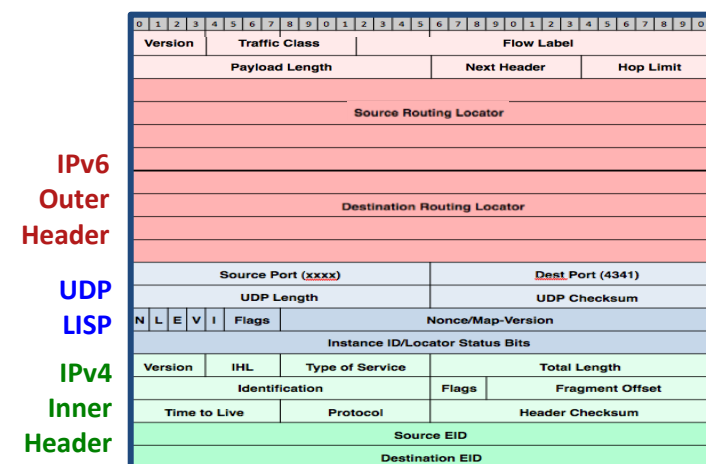 0 1 2 3 4 5 6 7 8 9 0 1 2 3 4 5 6 7 8 9 0 1 2 3 4 5 6 7 8 9 0
Version Traffic Class Flow Label
Payload Length Next Header Hop Limit
Source Routing Locator
IPv6
Outer
Header
Destination Routing Locator
UDP
Source Port (xxxx) Dest Port (4341)
UDP Length UDP Checksum
LISP
N L E V I Flags Nonce/Map-Version
Instance ID/Locator Status Bits
IPv4
Inner
Header
Version IHL Type of Service Total Length
Identification Flags Fragment Offset
Time to Live Protocol Header Checksum
Source EID
Destination EID